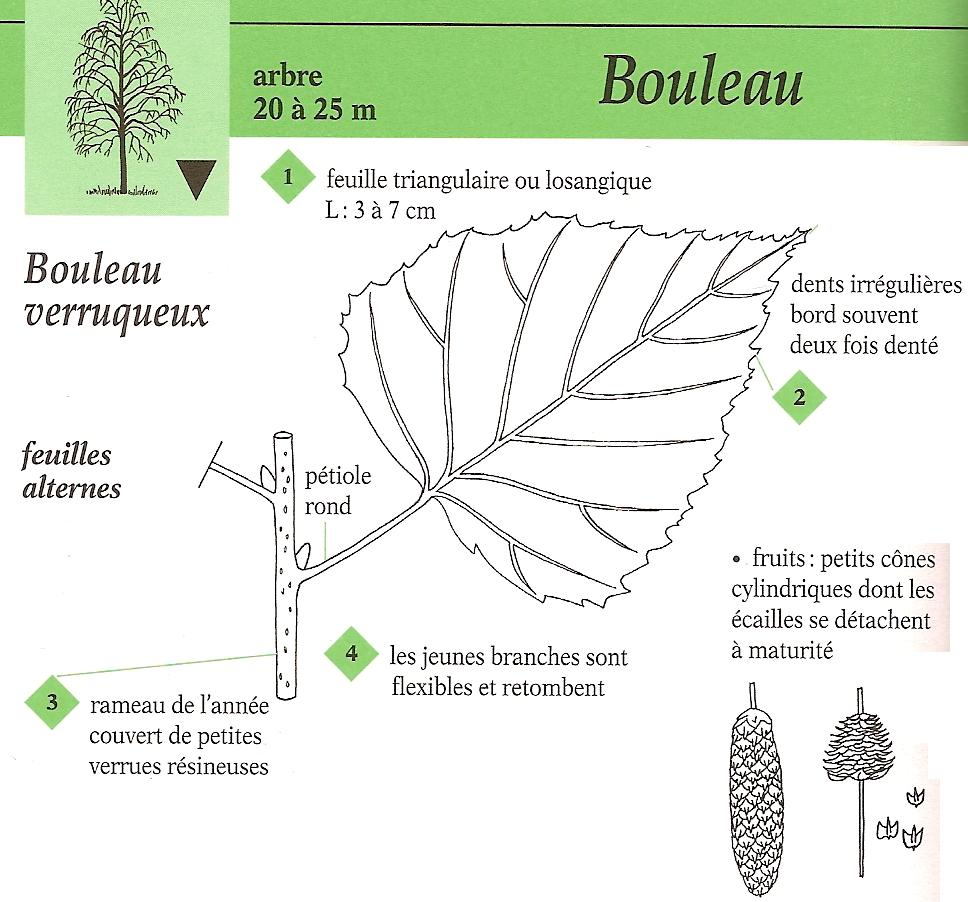 arbre
20 à 25 m
Bouleau
1
feuille triangulaire ou losangique
L : 3 à 7 cm
Bouleau
verruqueux
dents irrégulières
bord souvent
deux fois denté
2
feuilles
alternes
pétiole
rond
• fruits : petits cônes
cylindriques dont les
écailles se détachent
à maturité
4
les jeunes branches sont
flexibles et retombent
3
rameau de l'année
couvert de petites
verrues résineuses